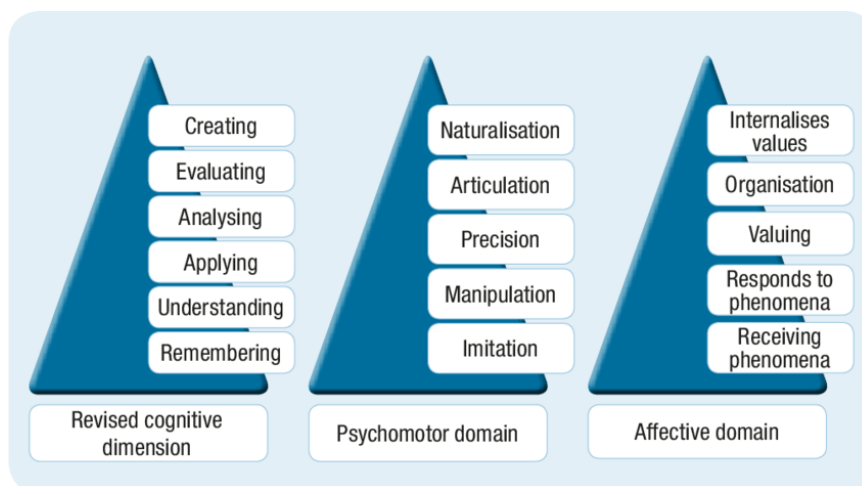 Creating
Evaluating
Analysing
Applying
Understanding
Remembering
Revised cognitive
dimension
Naturalisation
Articulation
Precision
Manipulation
Imitation
Psychomotor domain
Internalises
values
Organisation
Valuing
Responds to
phenomena
Receiving
phenomena
Affective domain